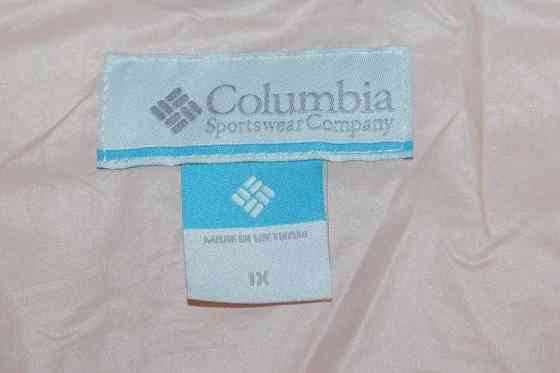 Columbia
Sportswear Company
1X